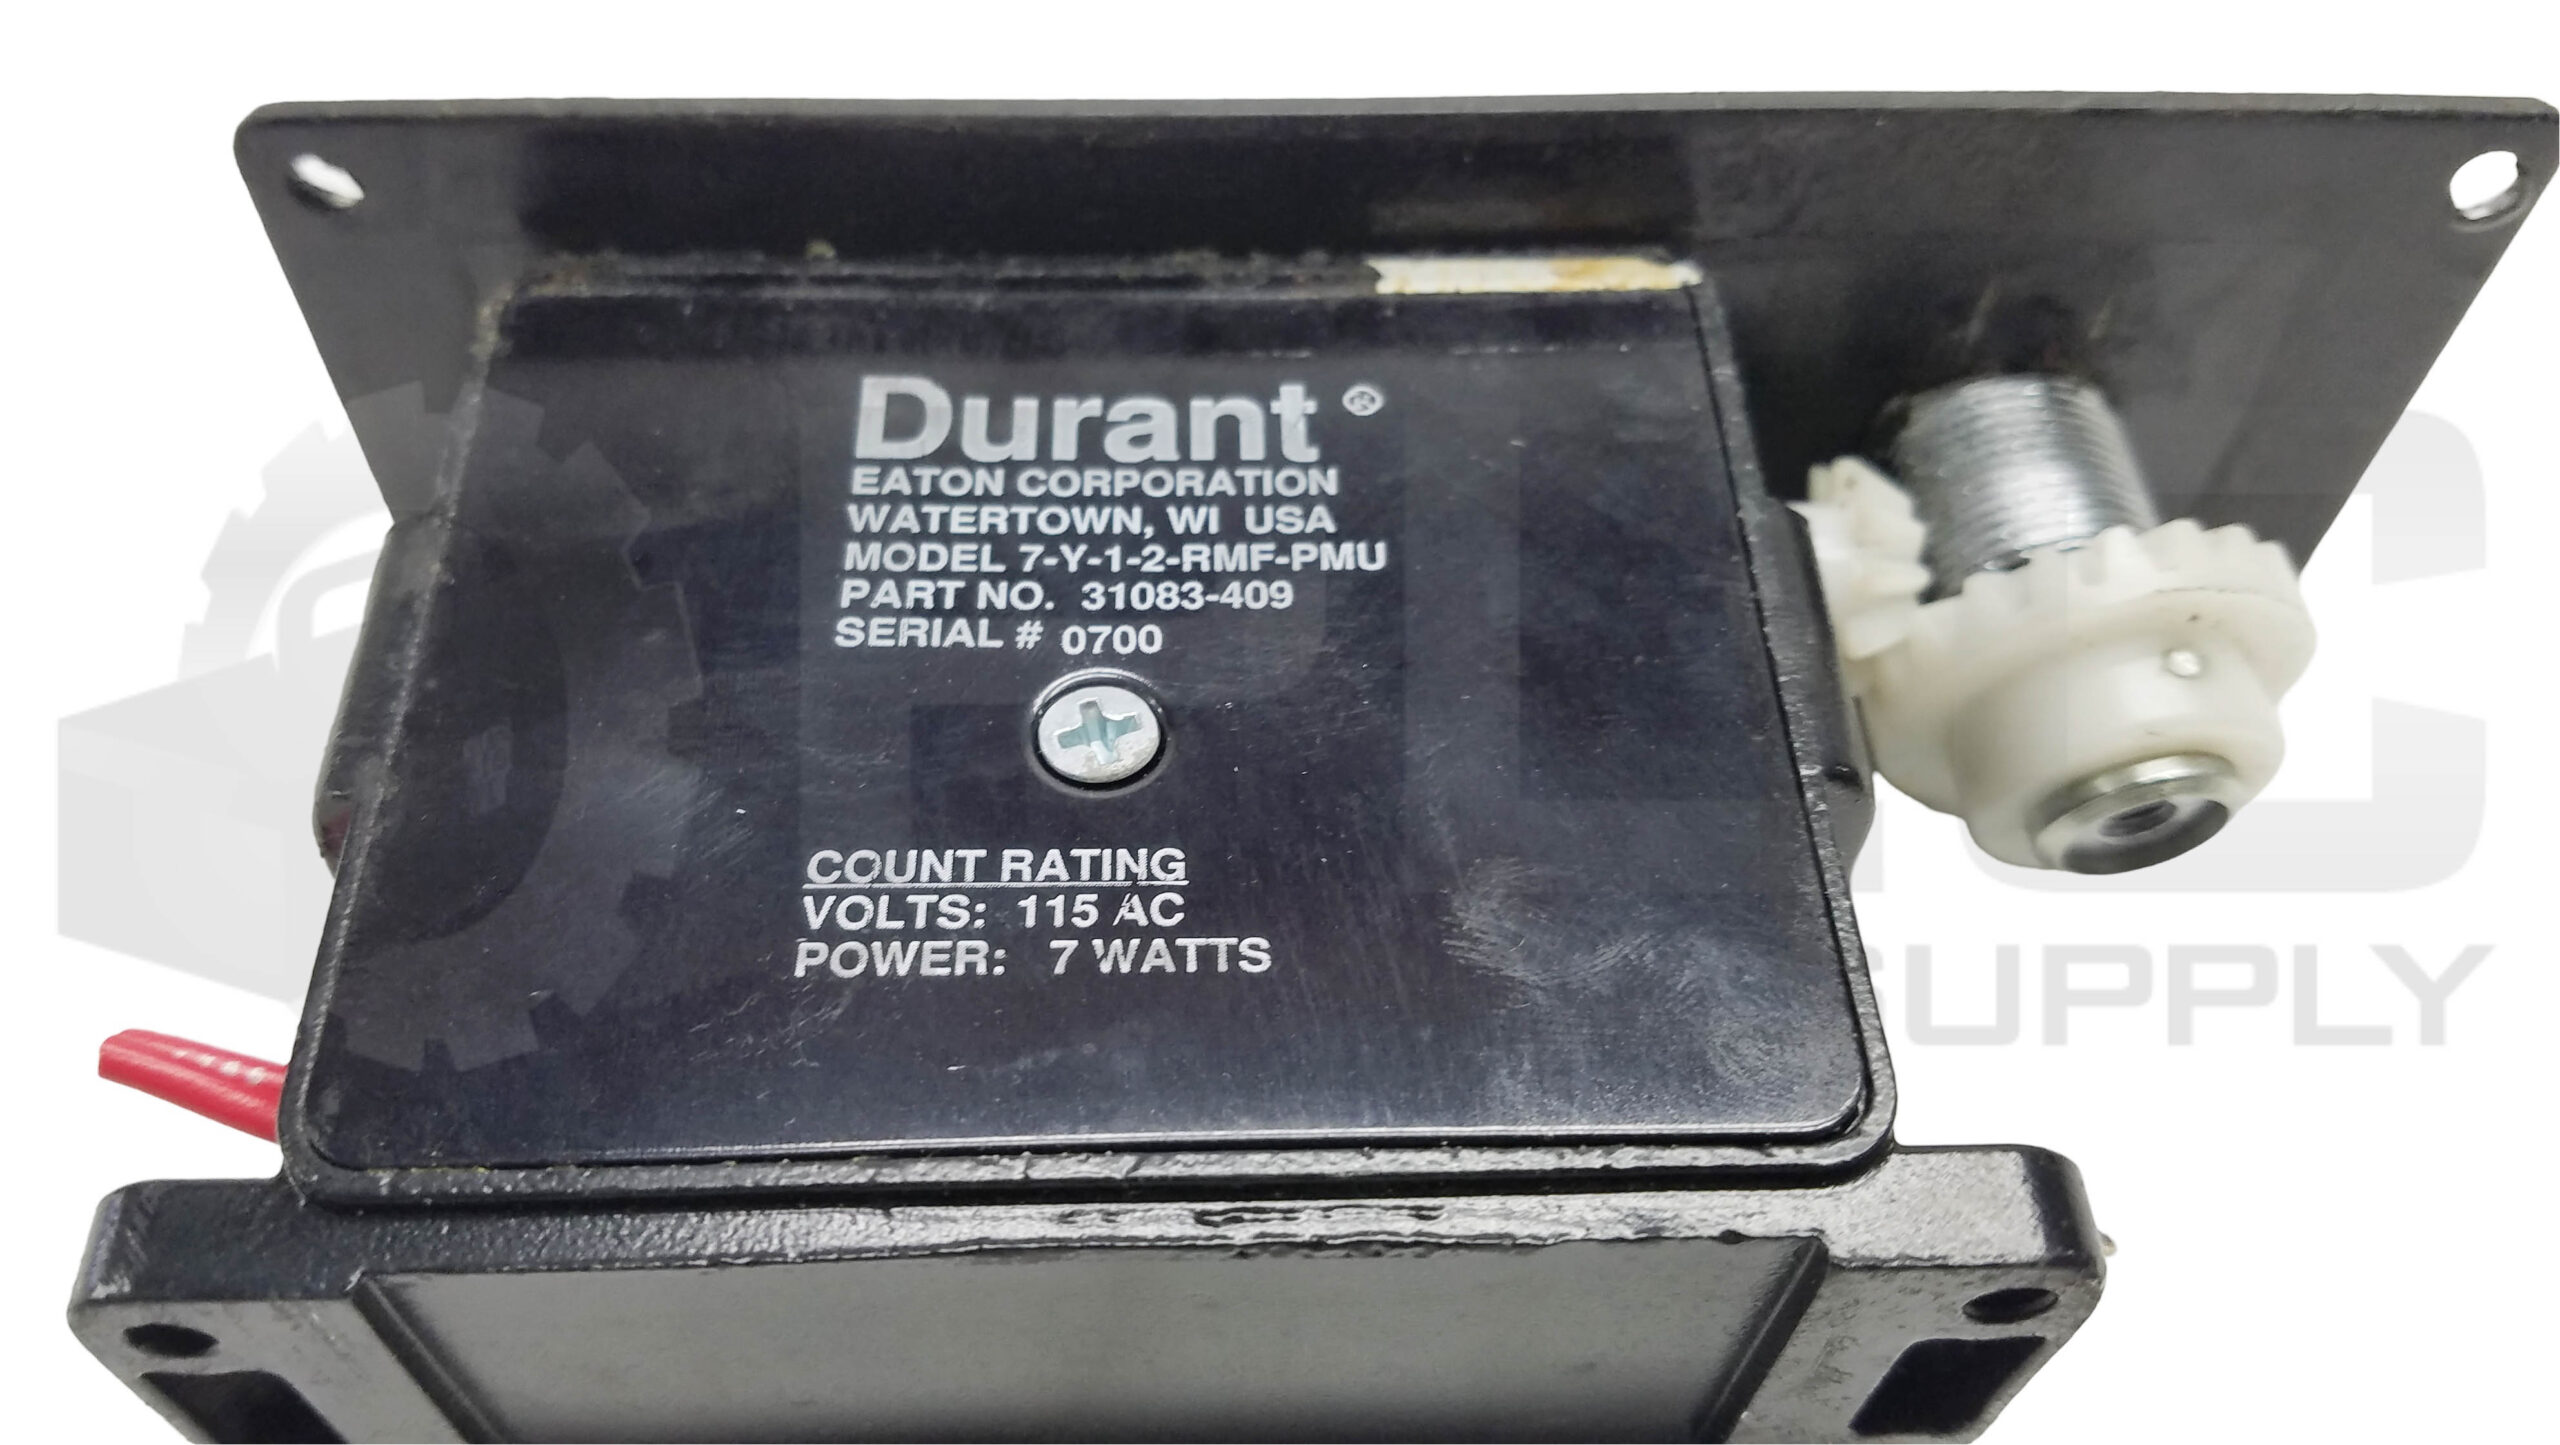 Durant ®
EATON CORPORATION
WATERTOWN, WI USA
MODEL 7-Y-1-2-RMF-PMU
PART NO. 31083-409
SERIAL # 0700
COUNT RATING
VOLTS: 115 AC
POWER: 7 WATTS
SUPPLY